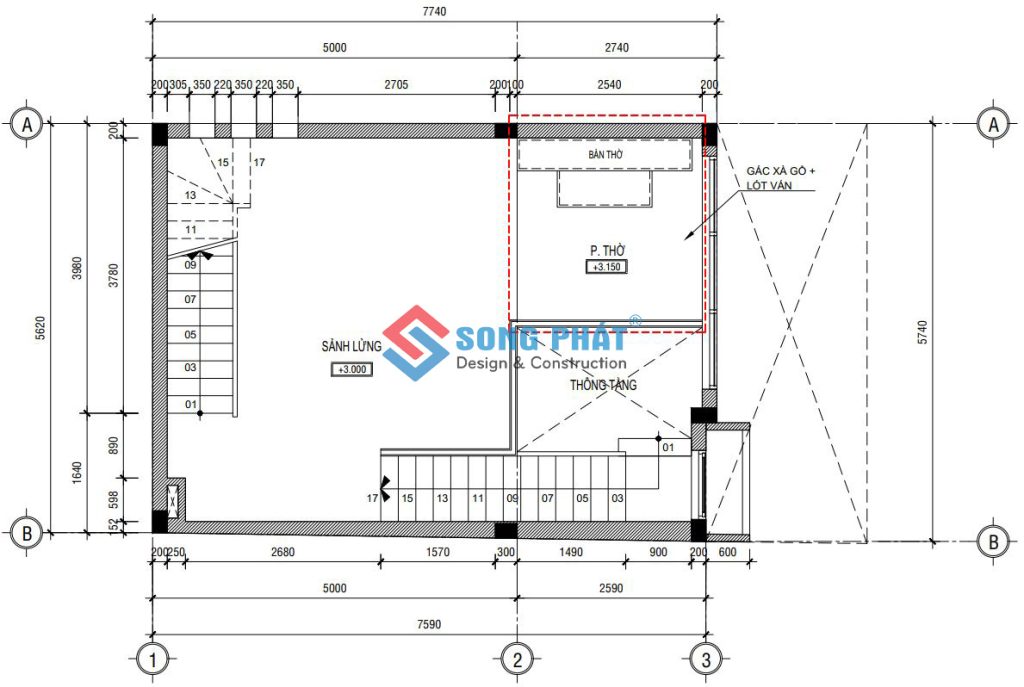 7740
5000 2740
200 305 350 220 350 220 350 2705 200 100 2540 200
A A
200
BÀN THỜ
15 17
GÁC XÀ GỒ +
LÓT VÁN
13
11
P. THỜ
+3.150
09
3980 3780
07
5620 5740
05
SONG PHÁT®
SẢNH LỬNG
Design & Construction
+3.000
03
THÔNG TẦNG
01
890 01
1640
598
17 15 13 11 09 07 05 03
152
B B
200 250 2680 1570 300 1490 900 200 600
5000 2590
7590
1 2 3